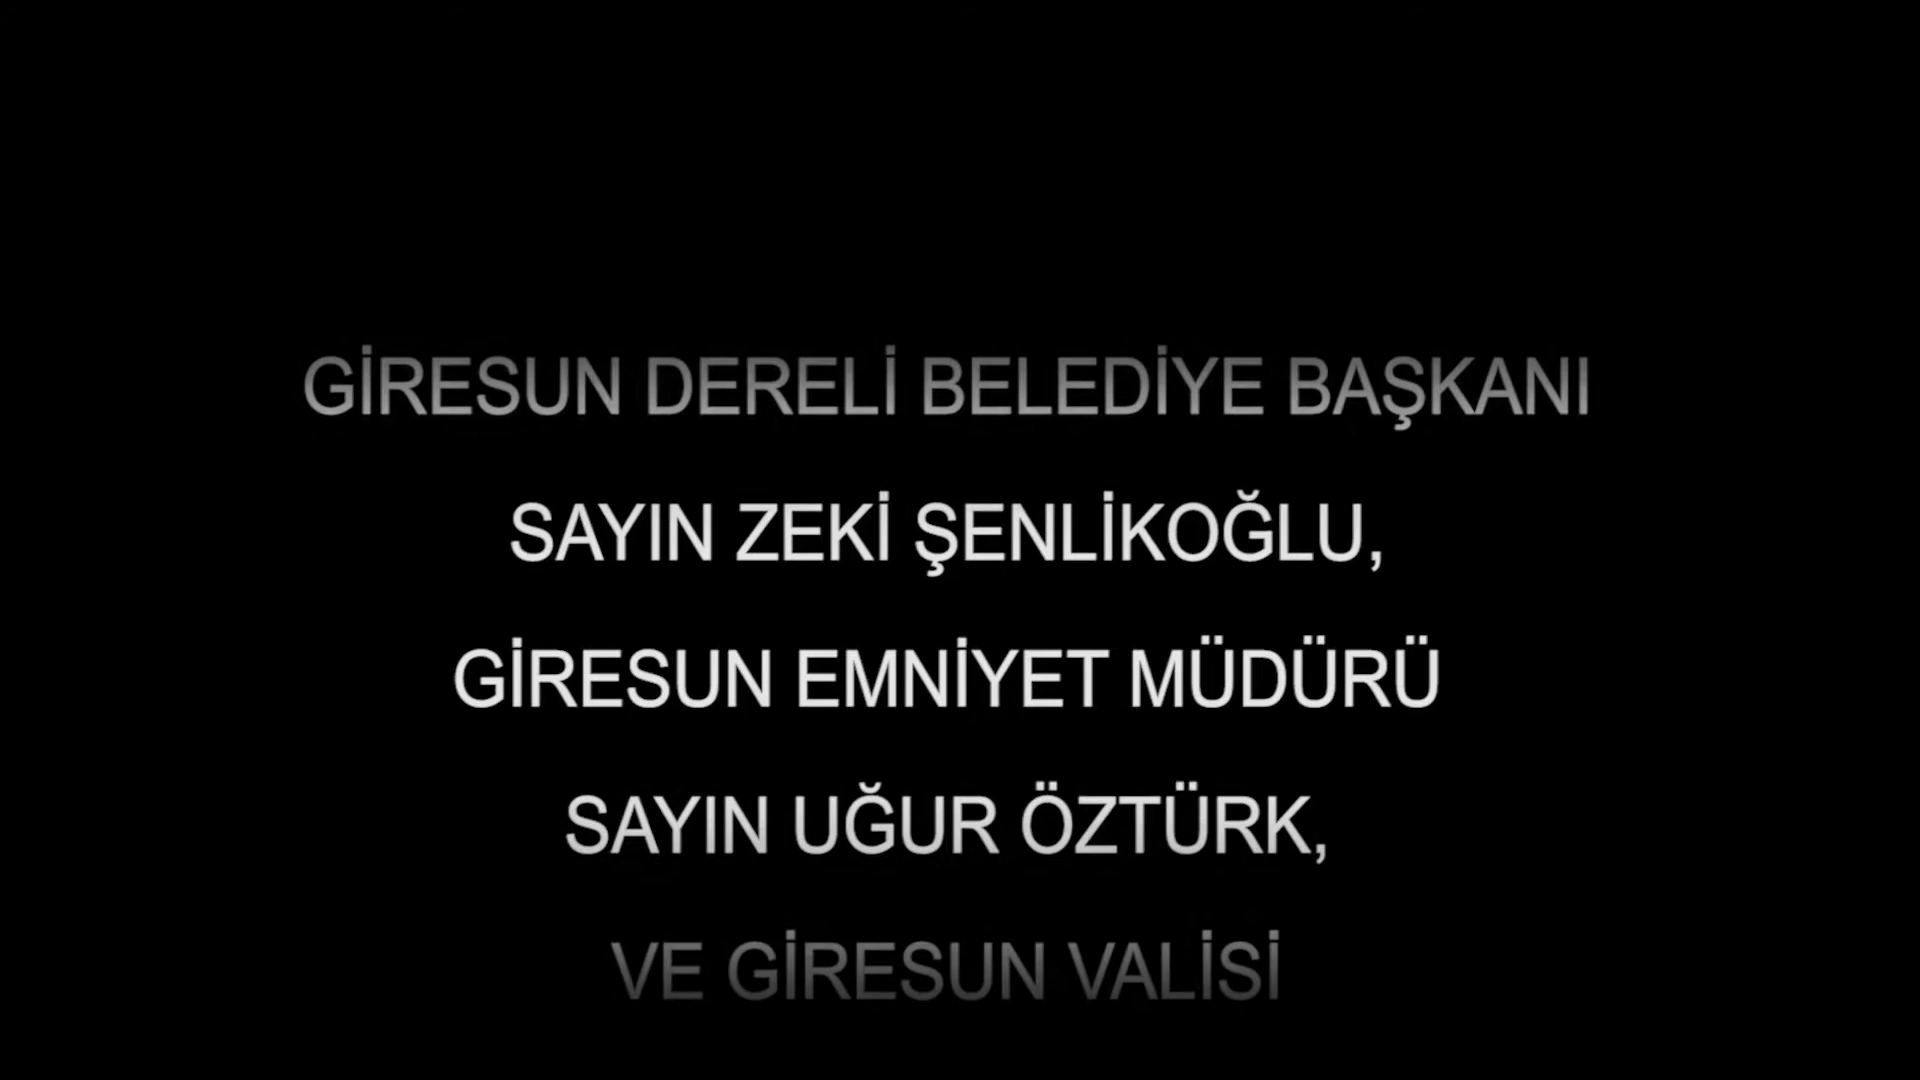 GİRESUN DERELİ BELEDİYE BAŞKANI
SAYIN ZEKİ ŞENLİKOĞLU,
GİRESUN EMNİYET MÜDÜRÜ
SAYIN UĞUR ÖZTÜRK,
VE GİRESUN VALİSİ